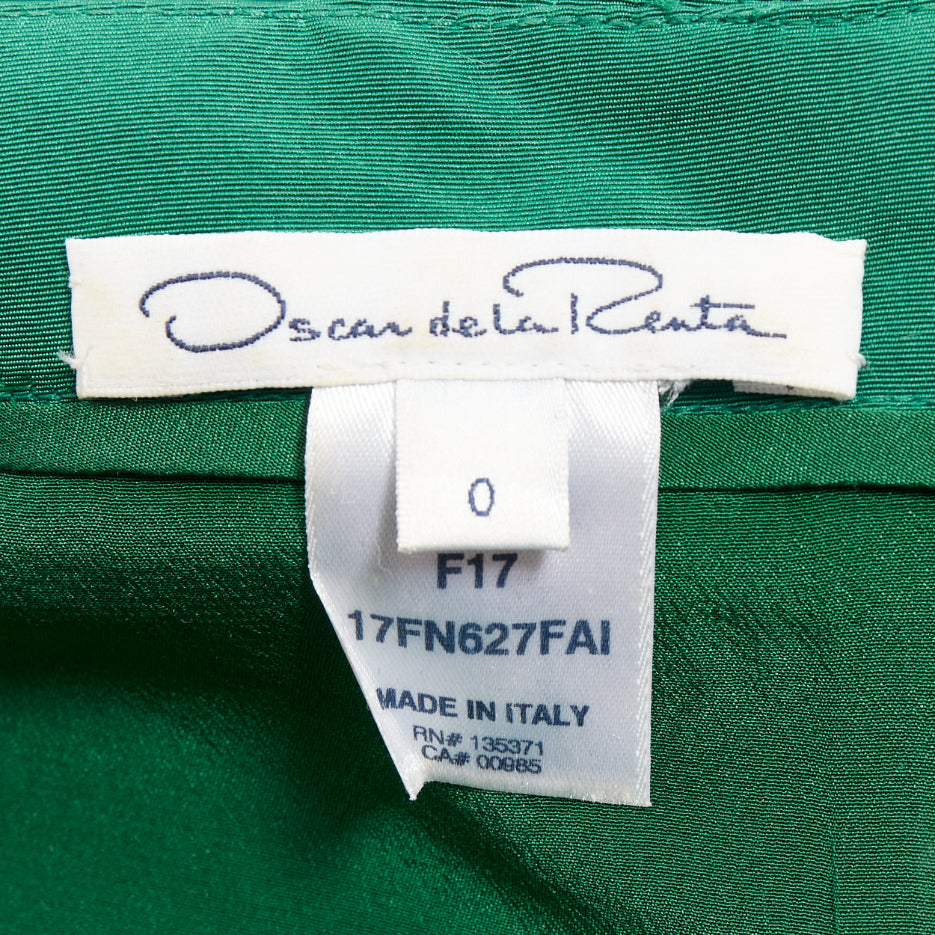 Oscar de la Renta
0
F17
17FN627FAI
MADE IN ITALY
RN# 135371
CA# 00985